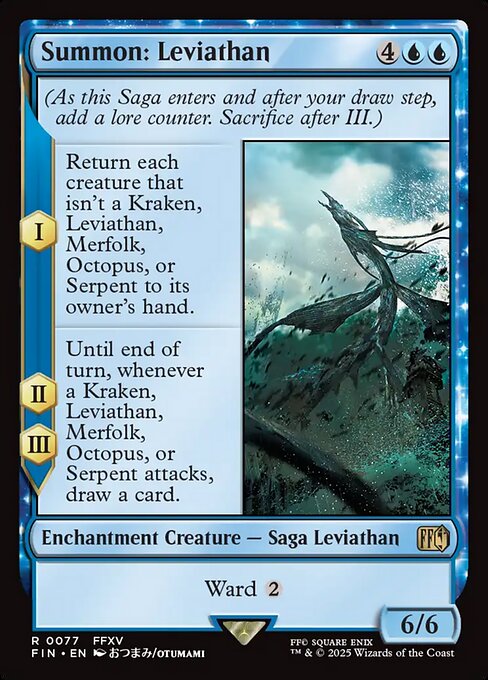 Summon: Leviathan 4
(As this Saga enters and after your draw step,
add a lore counter. Sacrifice after III.)
I
Return each
creature that
isn't a Kraken,
Leviathan,
Merfolk,
Octopus, or
Serpent to its
owner's hand.
II
III
Until end of
turn, whenever
a Kraken,
Leviathan,
Merfolk,
Octopus, or
Serpent attacks,
draw a card.
Enchantment Creature — Saga Leviathan
Ward 2
6/6
R 0077 FFXV
FIN • EN おつまみ/OTUMAMI
FF© SQUARE ENIX
™ & © 2025 Wizards of the Coast